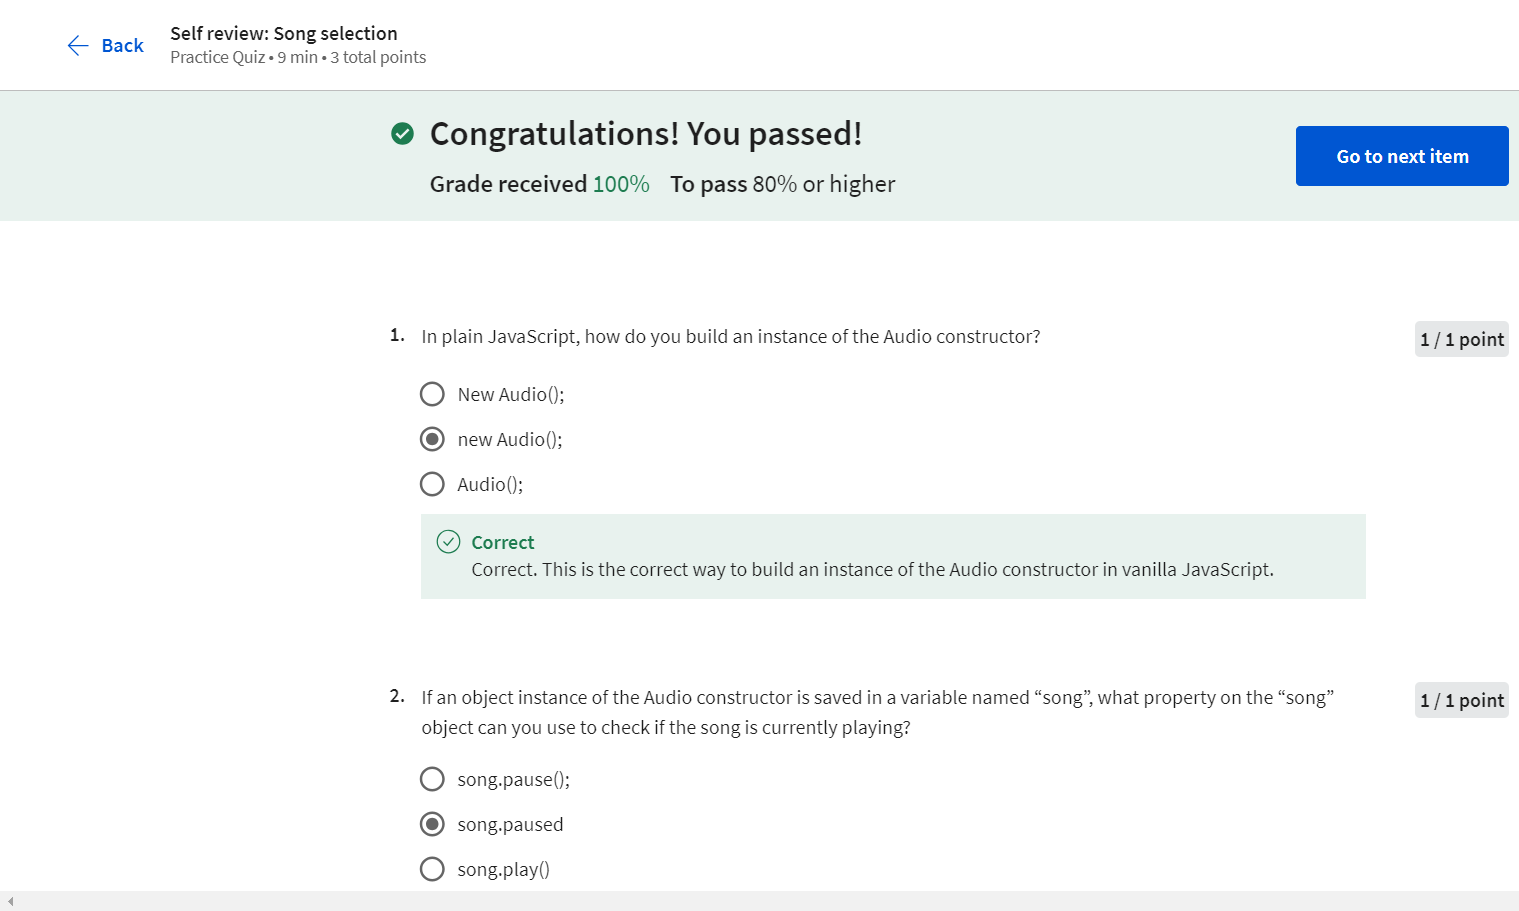 Back
Self review: Song selection
Practice Quiz • 9 min • 3 total points
Congratulations! You passed!
Grade received 100% To pass 80% or higher
Go to next item
1. In plain JavaScript, how do you build an instance of the Audio constructor?
1 / 1 point
New Audio();
new Audio();
Audio();
Correct
Correct. This is the correct way to build an instance of the Audio constructor in vanilla JavaScript.
2. If an object instance of the Audio constructor is saved in a variable named “song”, what property on the “song”
object can you use to check if the song is currently playing?
1 / 1 point
song.pause();
song.paused
song.play()